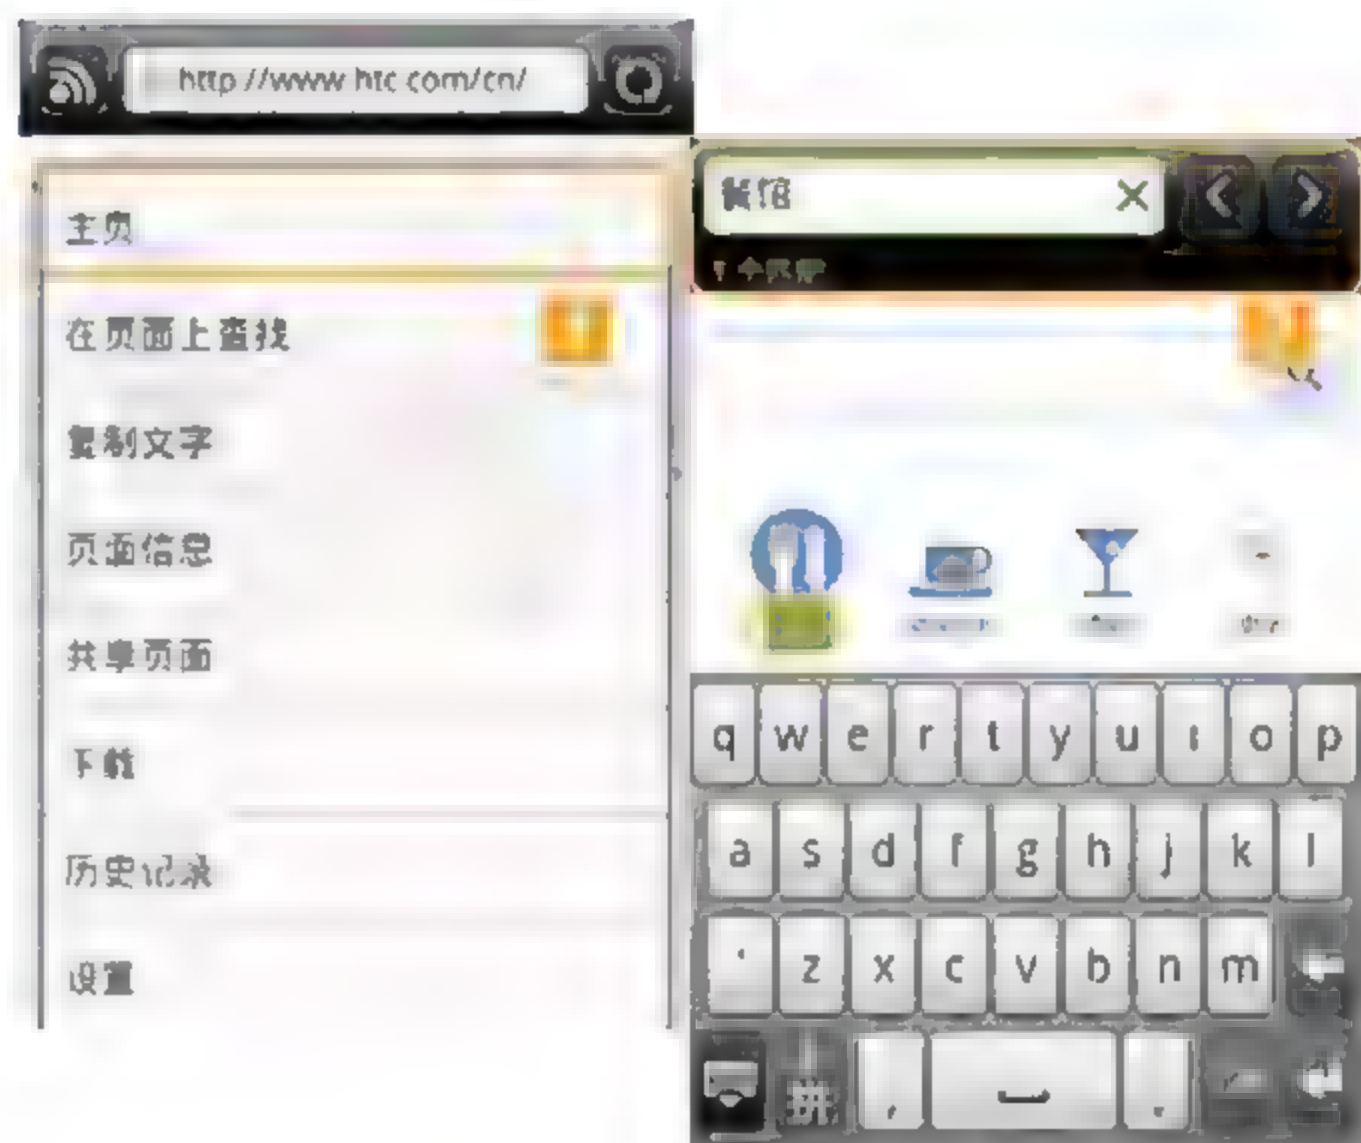 http://www.htc.com/cn/
主页
在页面上查找
复制文字
页面信息
共享页面
下载
历史记录
设置
餐馆
q w e r t y u i o p
a s d f g h j k l
' z x c v b n m
拼 , .